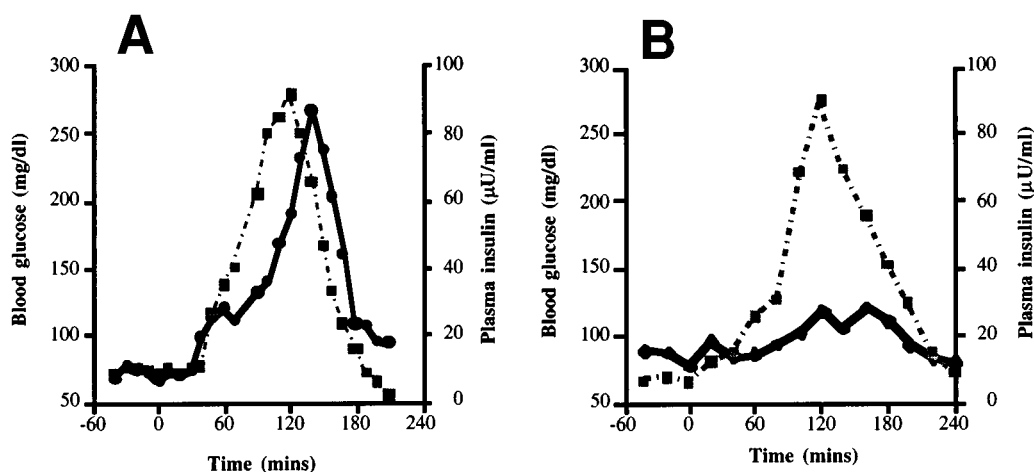 A
B
300
250
200
150
100
50
Blood glucose (mg/dl)
100
80
60
40
20
0
Plasma insulin (µU/ml)
-60 0 60 120 180 240
Time (mins)
300
250
200
150
100
50
Blood glucose (mg/dl)
100
80
60
40
20
0
Plasma insulin (µU/ml)
-60 0 60 120 180 240
Time (mins)